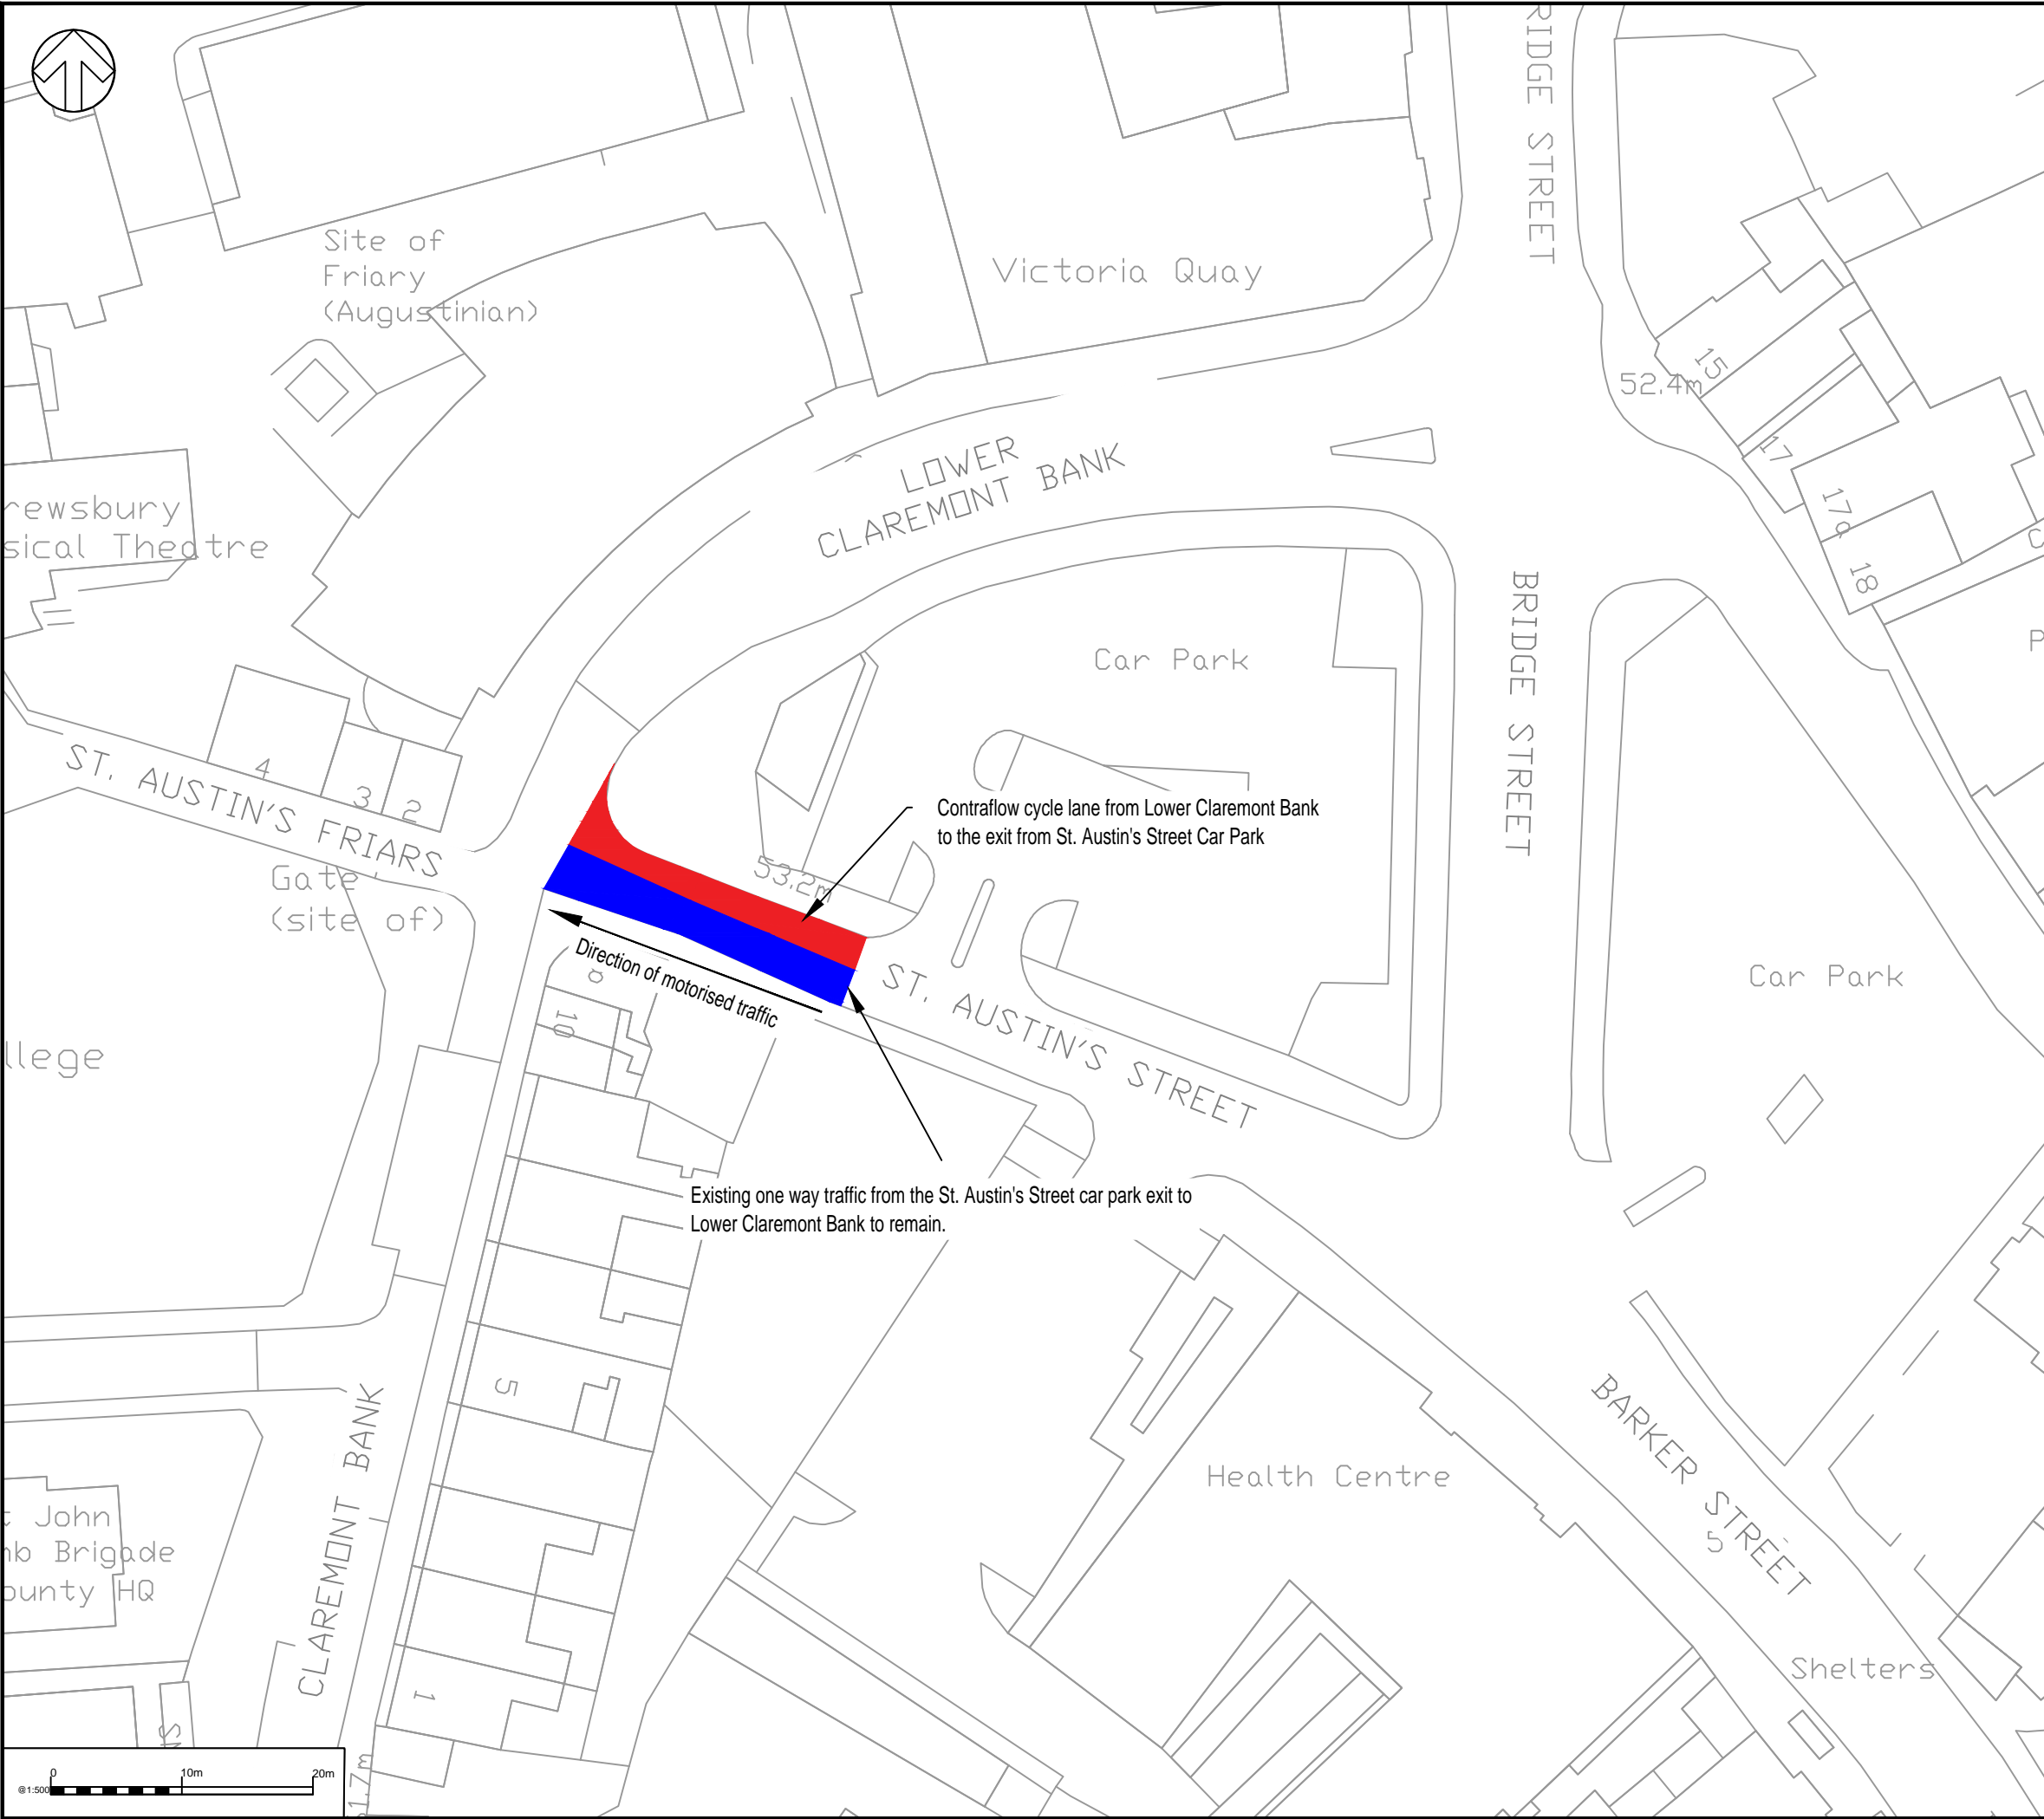 RIDGE STREET
Site of
Friary
(Augustinian)
Victoria Quay
52.4m
15
17
17a
18
LOWER
CLAREMONT BANK
rewsbury
sical Theatre
BRIDGE STREET
Car Park
ST. AUSTIN'S FRIARS
4
3
2
Contraflow cycle lane from Lower Claremont Bank
to the exit from St. Austin's Street Car Park
53.2m
Gate
(site of)
Direction of motorised traffic
ST. AUSTIN'S STREET
Car Park
10
llege
Existing one way traffic from the St. Austin's Street car park exit to
Lower Claremont Bank to remain.
5
CLAREMONT BANK
BARKER STREET
5
Health Centre
John
Brigade
ounty HQ
Shelters
1
@1:500
0
10m
20m
1.7m